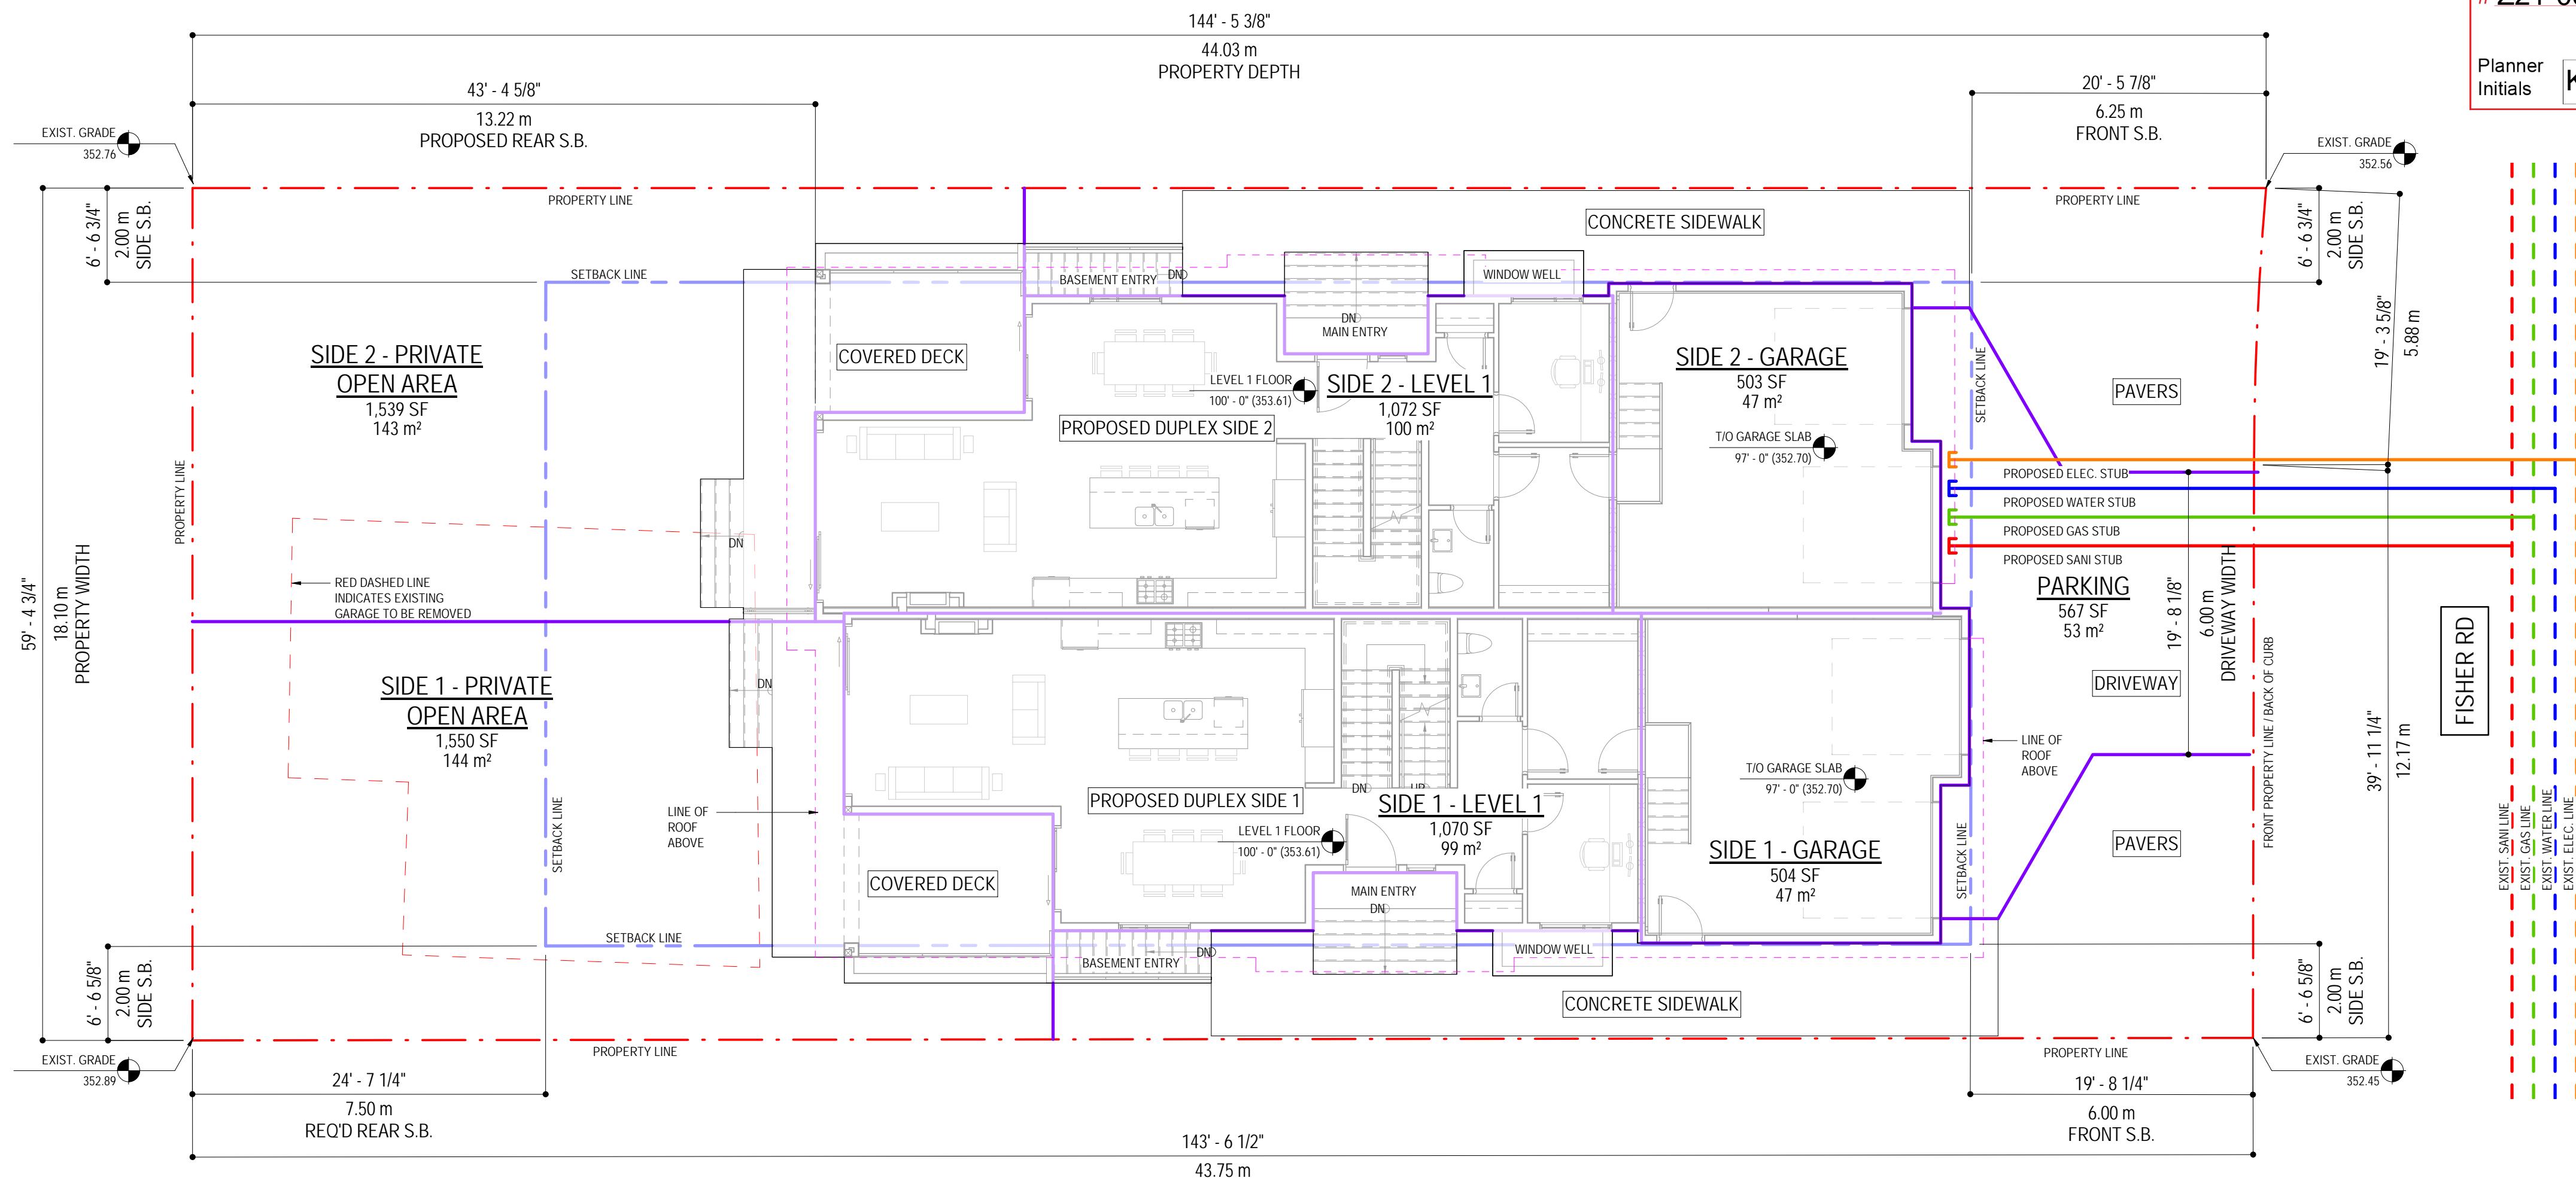 144' - 5 3/8"
44.03 m
PROPERTY DEPTH
43' - 4 5/8"
13.22 m
PROPOSED REAR S.B.
20' - 5 7/8"
6.25 m
FRONT S.B.
Planner
Initials
EXIST. GRADE
352.76
EXIST. GRADE
352.56
PROPERTY LINE
PROPERTY LINE
6' - 6 3/4"
2.00 m
SIDE S.B.
6' - 6 3/4"
2.00 m
SIDE S.B.
CONCRETE SIDEWALK
SETBACK LINE
BASEMENT ENTRY
DN
WINDOW WELL
DN
MAIN ENTRY
19' - 3 5/8"
5.88 m
SIDE 2 - PRIVATE
OPEN AREA
1,539 SF
143 m²
COVERED DECK
LEVEL 1 FLOOR
100' - 0" (353.61)
SIDE 2 - LEVEL 1
1,072 SF
100 m²
PROPOSED DUPLEX SIDE 2
SIDE 2 - GARAGE
503 SF
47 m²
T/O GARAGE SLAB
97' - 0" (352.70)
SETBACK LINE
PAVERS
PROPOSED ELEC. STUB
PROPOSED WATER STUB
PROPOSED GAS STUB
PROPOSED SANI STUB
PROPERTY LINE
59' - 4 3/4"
18.10 m
PROPERTY WIDTH
RED DASHED LINE
INDICATES EXISTING
GARAGE TO BE REMOVED
DN
PARKING
567 SF
53 m²
19' - 8 1/8"
6.00 m
DRIVEWAY WIDTH
FISHER RD
SIDE 1 - PRIVATE
OPEN AREA
1,550 SF
144 m²
DN
DRIVEWAY
FRONT PROPERTY LINE / BACK OF CURB
39' - 11 1/4"
12.17 m
LINE OF
ROOF
ABOVE
T/O GARAGE SLAB
97' - 0" (352.70)
DN
UP
PROPOSED DUPLEX SIDE 1
SIDE 1 - LEVEL 1
1,070 SF
99 m²
LEVEL 1 FLOOR
100' - 0" (353.61)
LINE OF
ROOF
ABOVE
SETBACK LINE
SIDE 1 - GARAGE
504 SF
47 m²
SETBACK LINE
PAVERS
EXIST. SANI LINE
EXIST. GAS LINE
EXIST. WATER LINE
EXIST. ELEC. LINE
COVERED DECK
MAIN ENTRY
DN
SETBACK LINE
BASEMENT ENTRY
DN
WINDOW WELL
CONCRETE SIDEWALK
6' - 6 5/8"
2.00 m
SIDE S.B.
6' - 6 5/8"
2.00 m
SIDE S.B.
PROPERTY LINE
PROPERTY LINE
EXIST. GRADE
352.89
EXIST. GRADE
352.45
24' - 7 1/4"
7.50 m
REQ'D REAR S.B.
19' - 8 1/4"
6.00 m
FRONT S.B.
143' - 6 1/2"
43.75 m